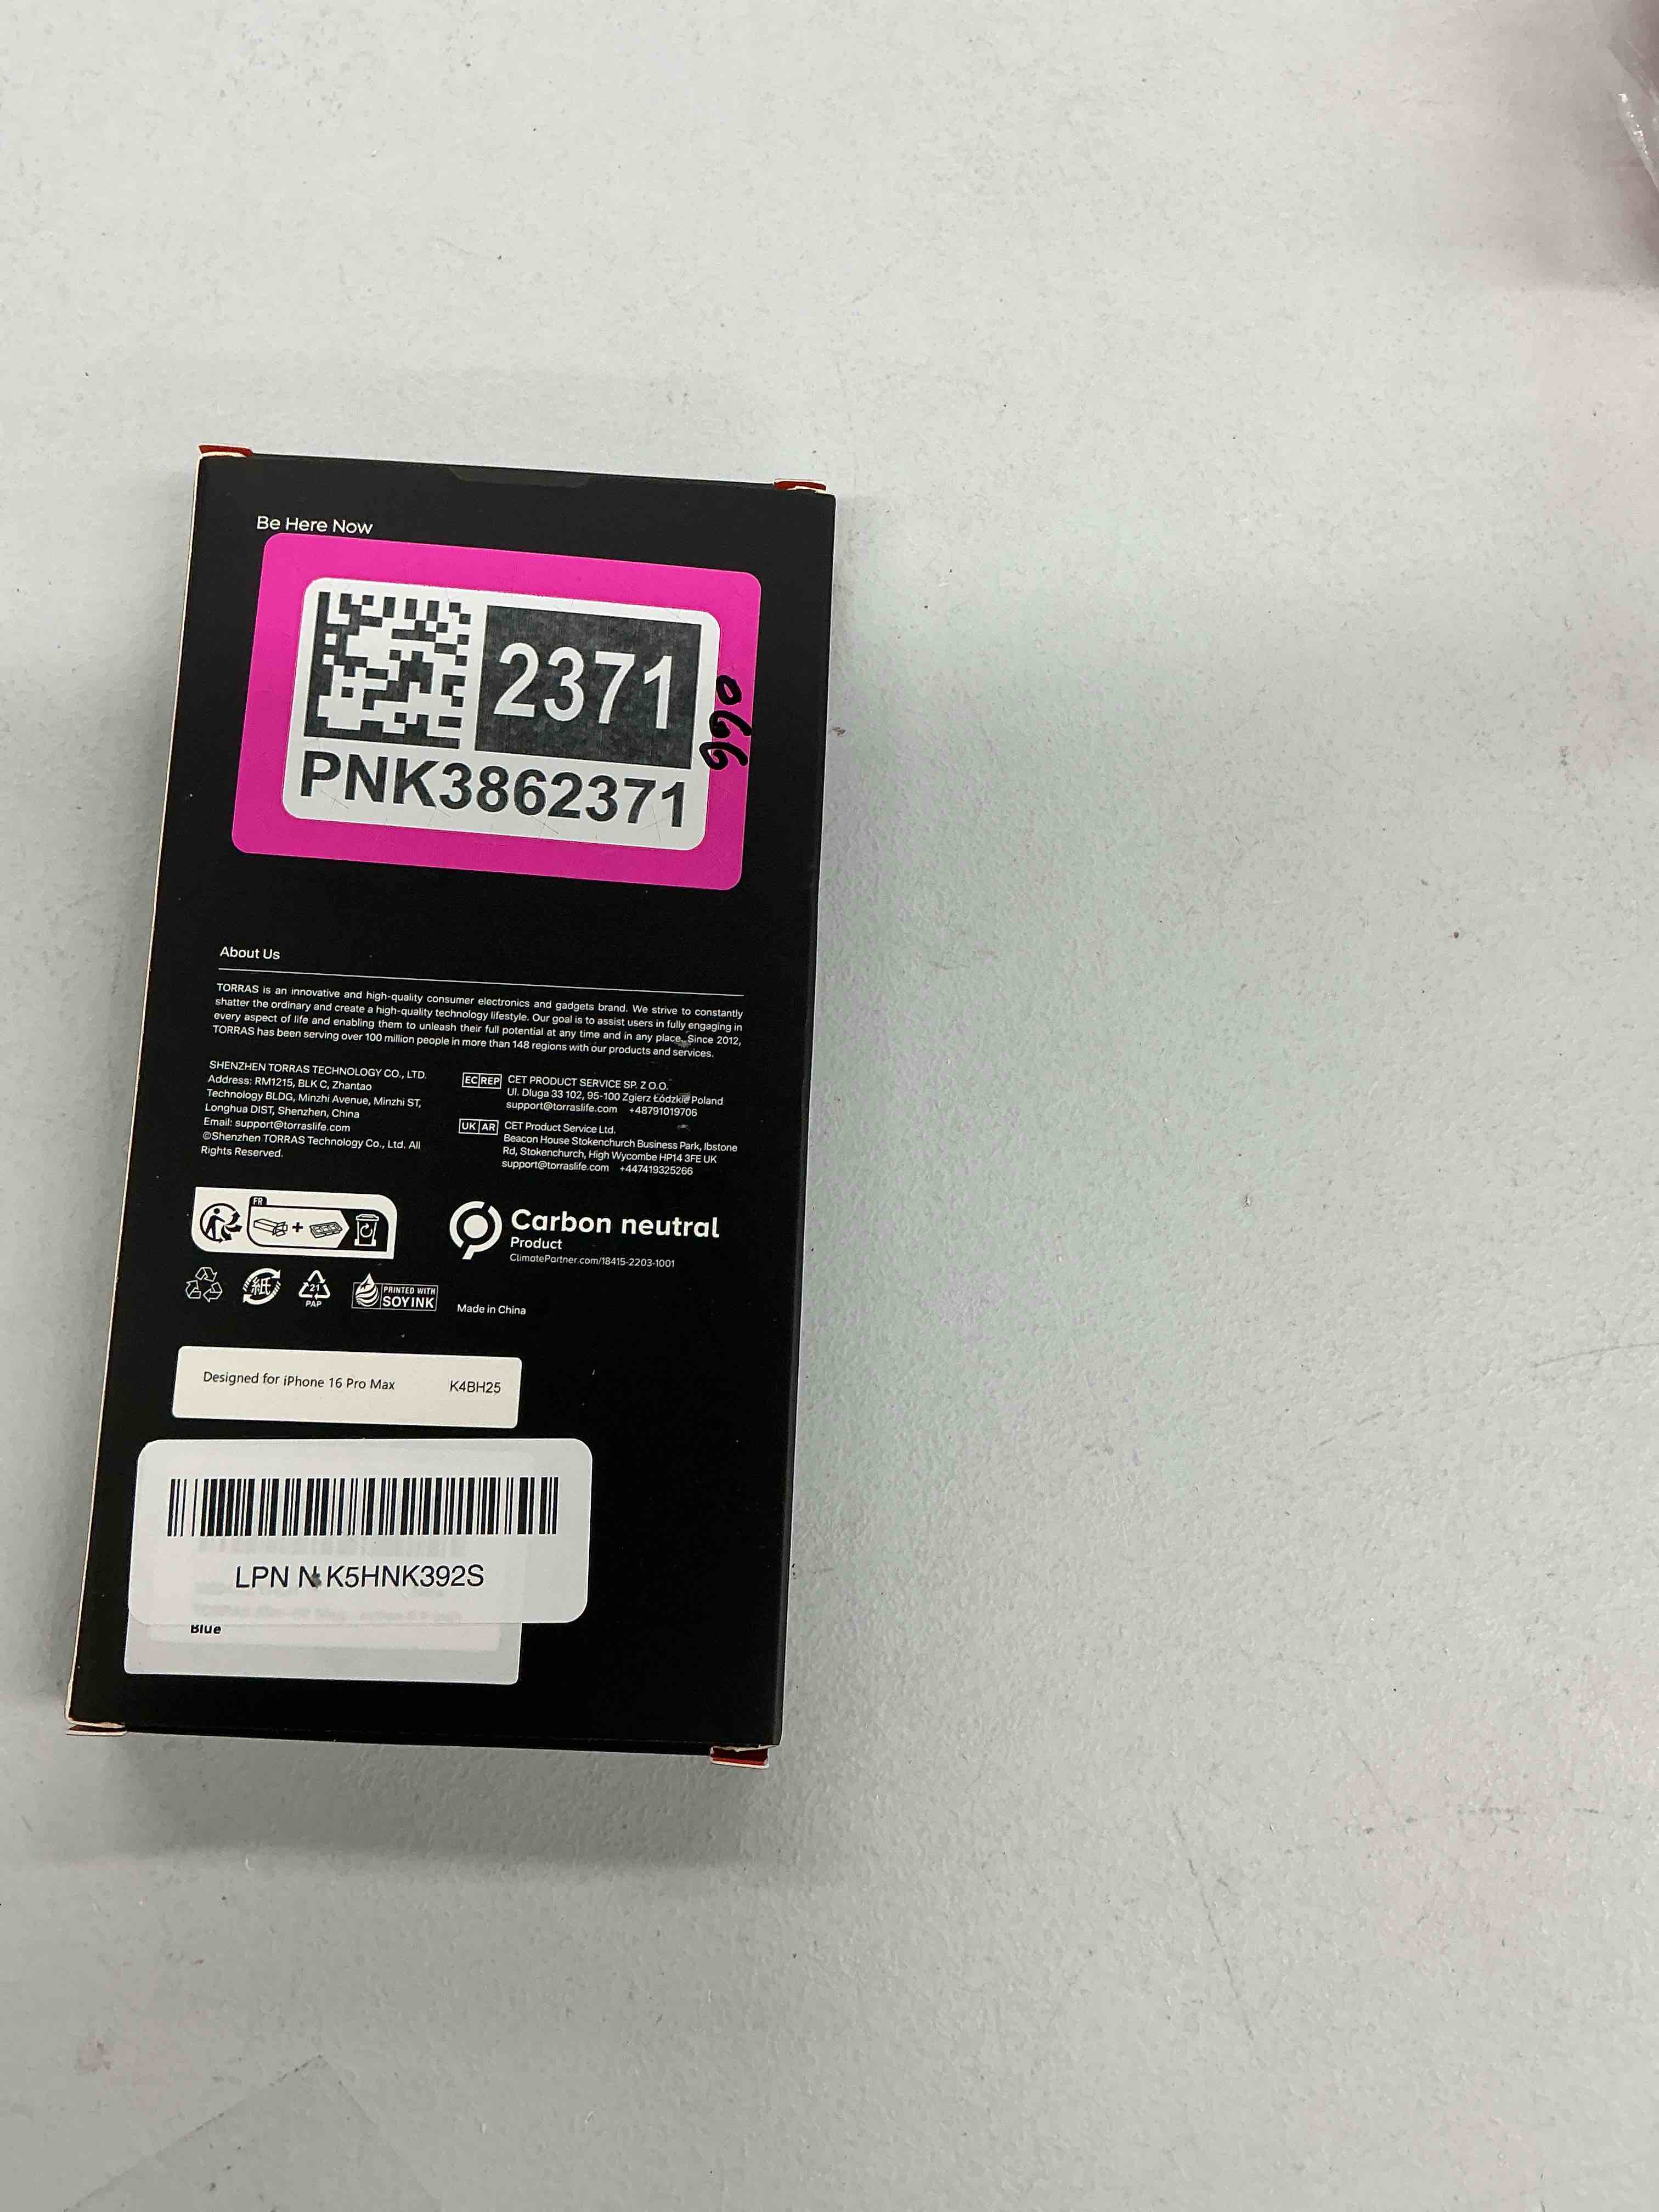 Be Here Now
2371
PNK3862371
066
About Us
TORRAS is an innovative and high-quality consumer electronics and gadgets brand. We strive to constantly
shatter the ordinary and create a high-quality technology lifestyle. Our goal is to assist users in fully engaging in
every aspect of life and enabling them to unleash their full potential at any time and in any place. Since 2012,
TORRAS has been serving over 100 million people in more than 148 regions with our products and services.
SHENZHEN TORRAS TECHNOLOGY CO., LTD.
Address: RM1215, BLK C, Zhantao
Technology BLDG, Minzhi Avenue, Minzhi ST,
Longhua DIST, Shenzhen, China
Email: support@torraslife.com
©Shenzhen TORRAS Technology Co., Ltd. All
Rights Reserved.
EC REP CET PRODUCT SERVICE SP. Z O.O.
Ul. Dluga 33 102, 95-100 Zgierz Łódzkie Poland
support@torraslife.com +48791019706
UK AR CET Product Service Ltd.
Beacon House Stokenchurch Business Park, Ibstone
Rd, Stokenchurch, High Wycombe HP14 3FE UK
support@torraslife.com +447419325266
FR
Carbon neutral
Product
ClimatePartner.com/18415-2203-1001
紙
21
PAP
PRINTED WITH
SOY INK
Made in China
Designed for iPhone 16 Pro Max K4BH25
LPN N K5HNK392S
Blue